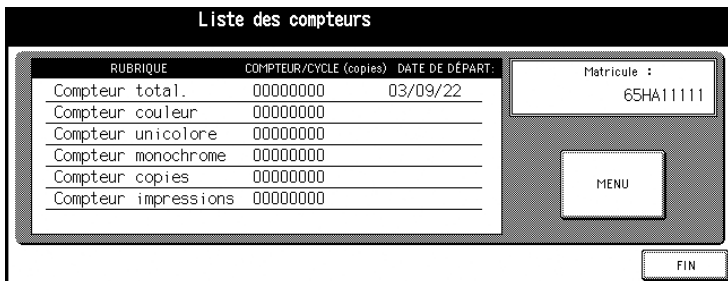 Liste des compteurs
RUBRIQUE COMPTEUR/CYCLE (copies) DATE DE DÉPART:
Compteur total. 00000000 03/09/22
Compteur couleur 00000000
Compteur unicolore 00000000
Compteur monochrome 00000000
Compteur copies 00000000
Compteur impressions 00000000
Matricule :
65HA11111
MENU
FIN